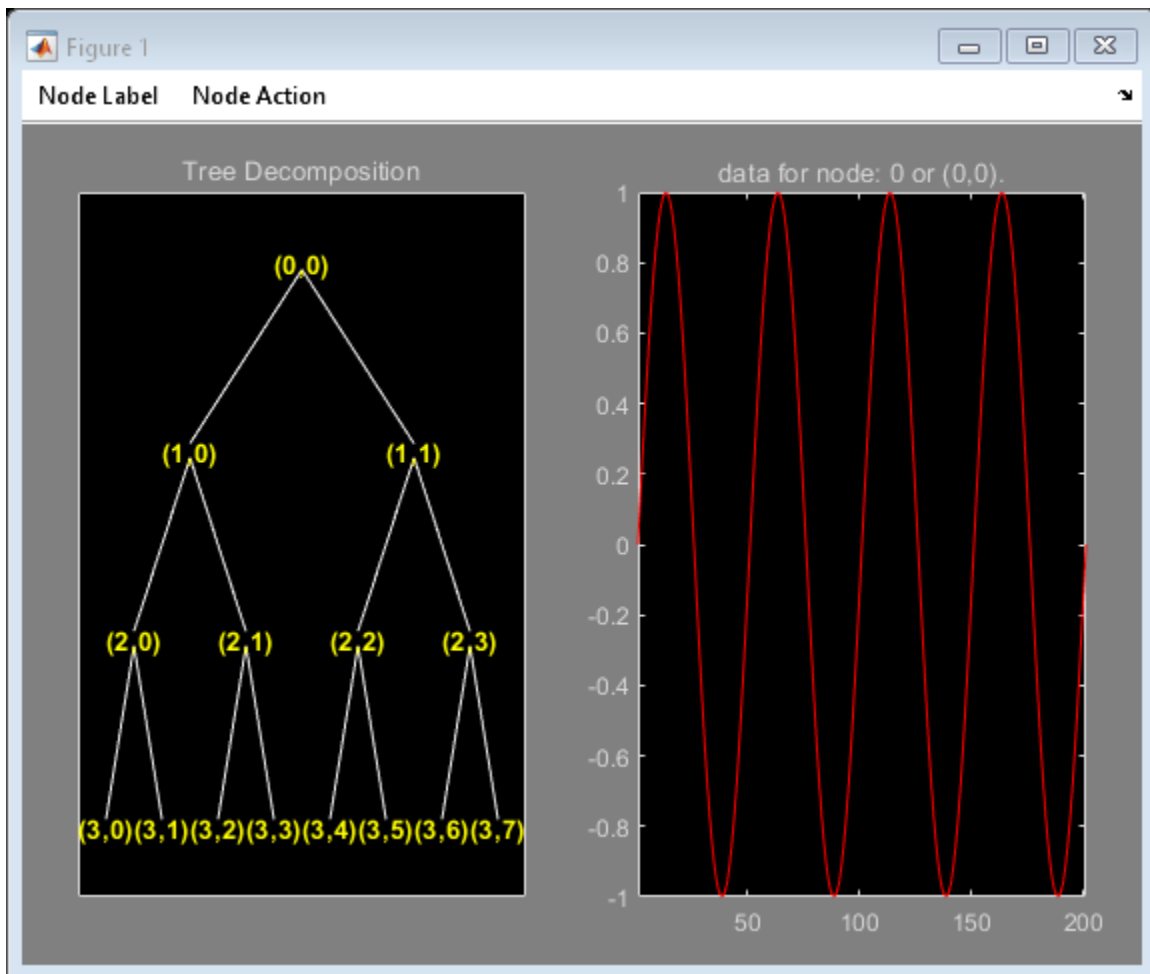 Figure 1
Node Label Node Action
Tree Decomposition
(0,0)
(1,0) (1,1)
(2,0) (2,1) (2,2) (2,3)
(3,0)(3,1)(3,2)(3,3)(3,4)(3,5)(3,6)(3,7)
data for node: 0 or (0,0).
1
0.8
0.6
0.4
0.2
0
-0.2
-0.4
-0.6
-0.8
-1
50 100 150 200